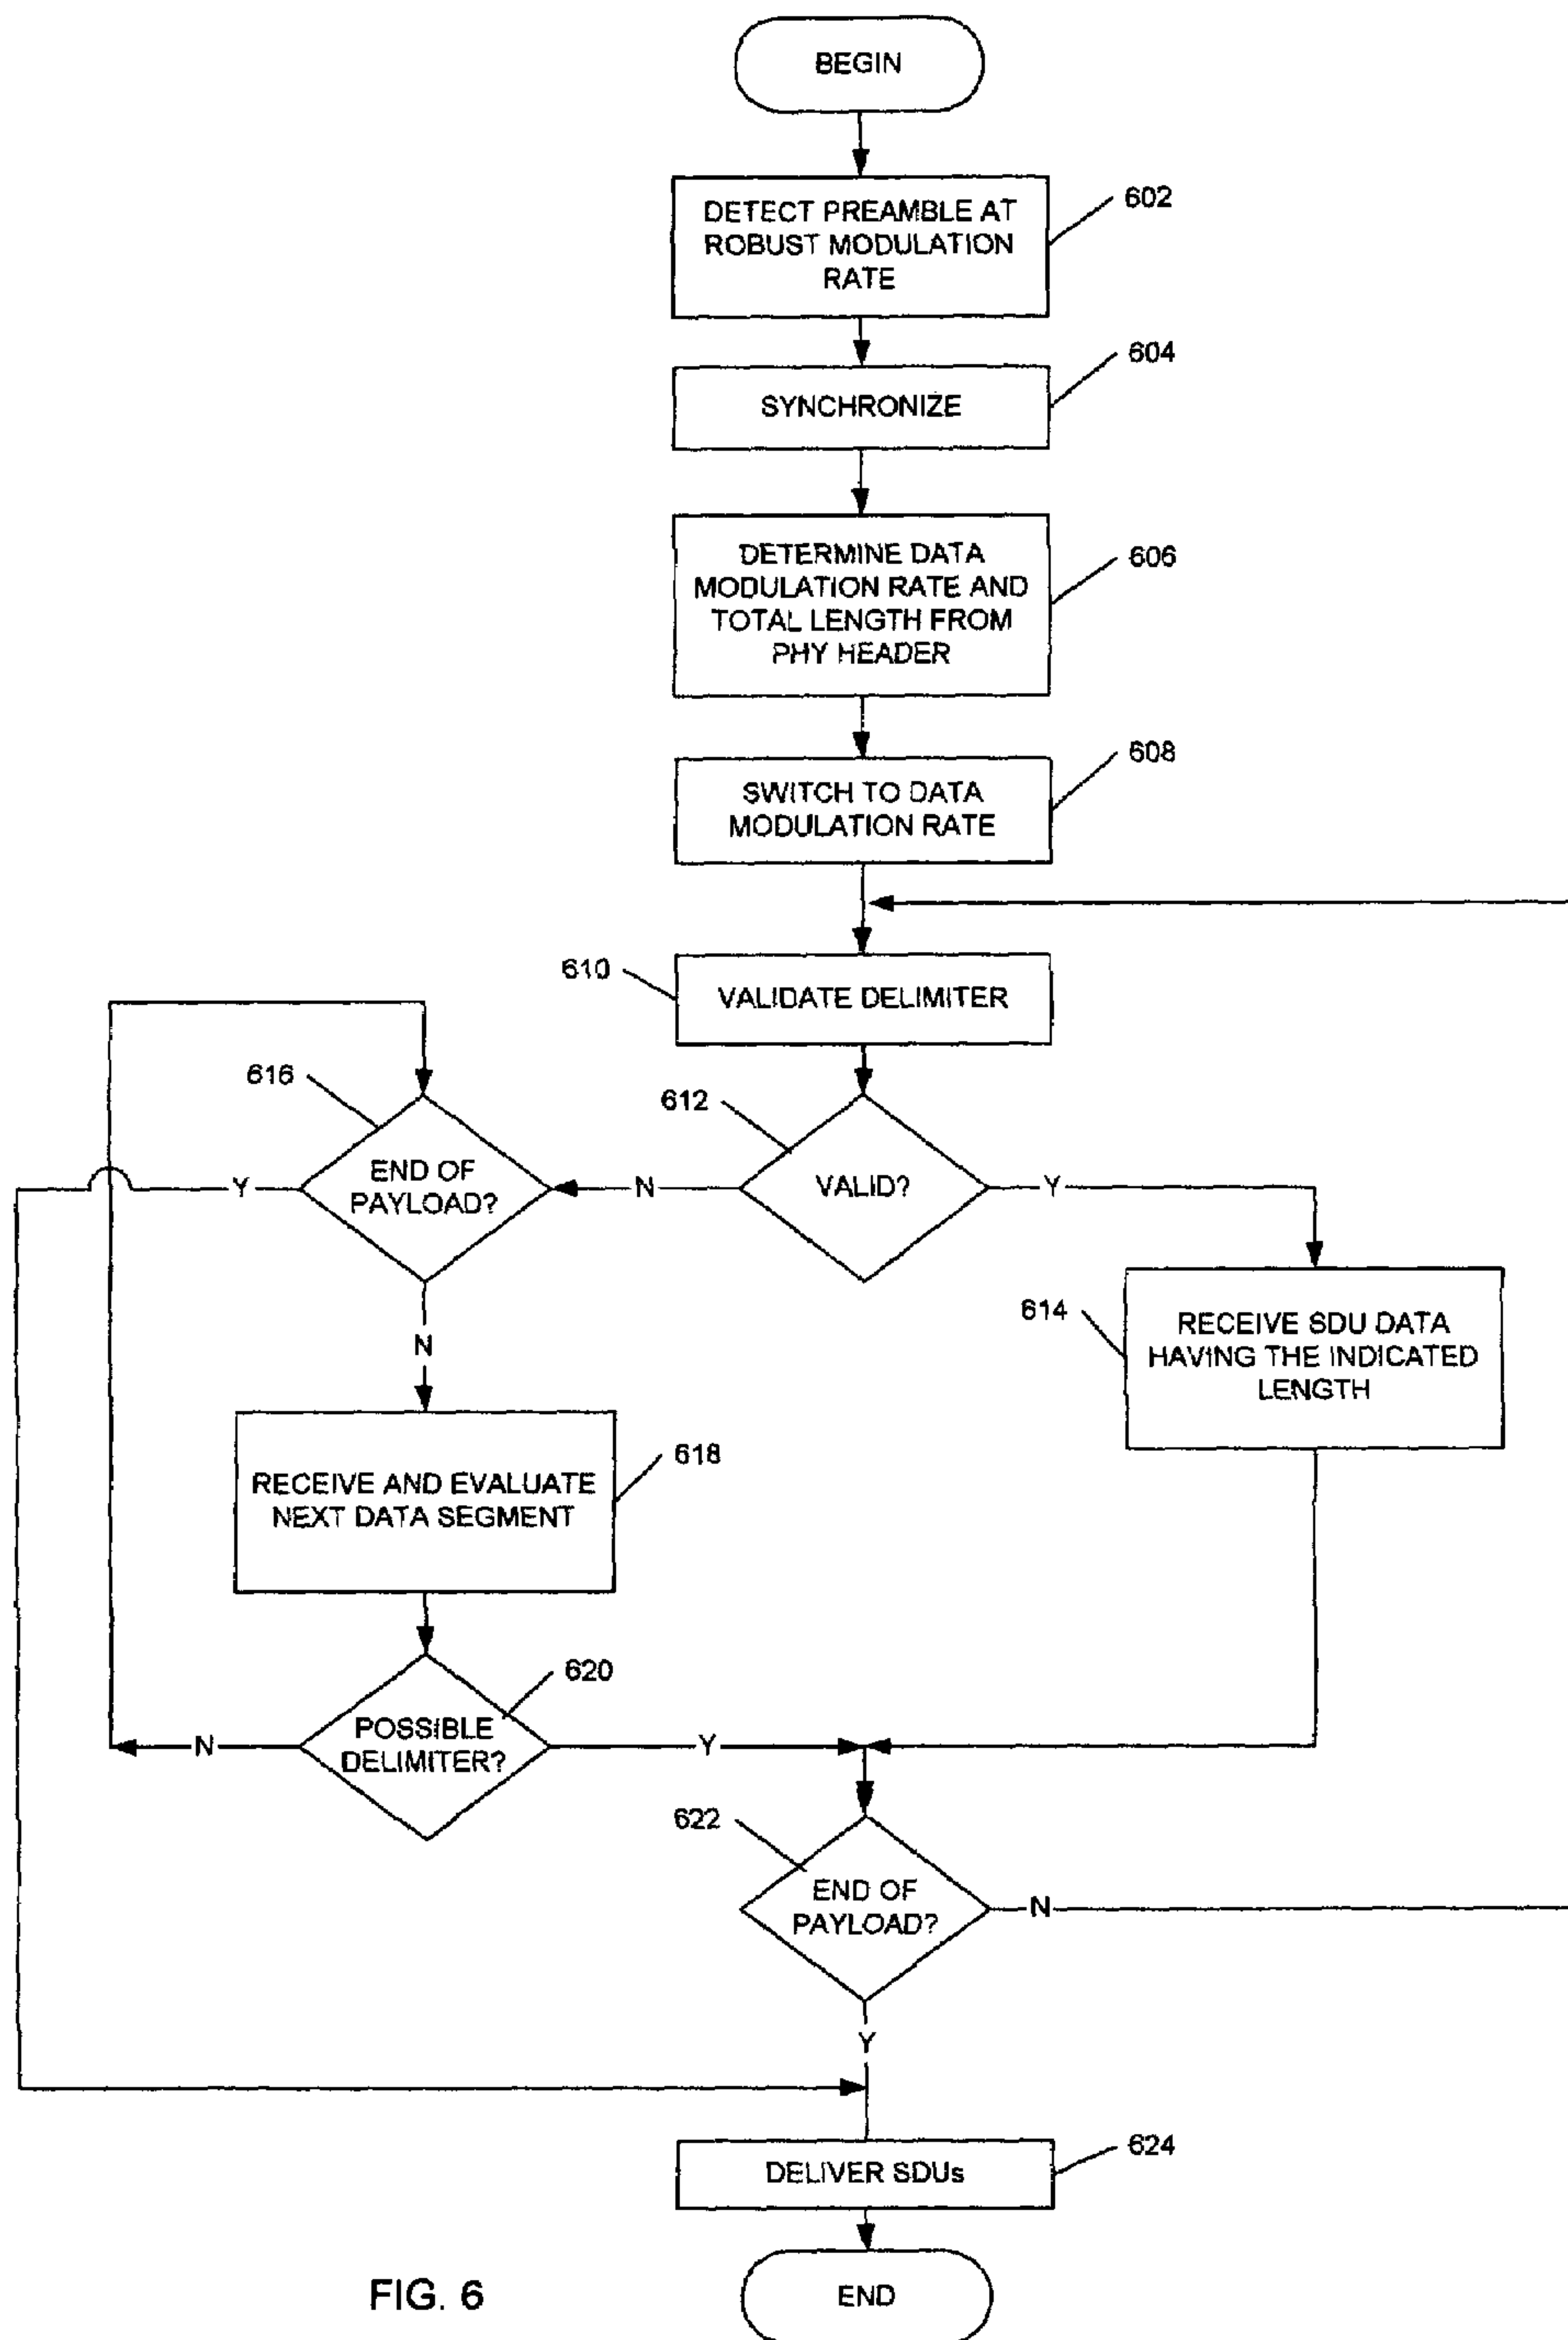 BEGIN
DETECT PREAMBLE AT
ROBUST MODULATION
RATE
602
SYNCHRONIZE
604
DETERMINE DATA
MODULATION RATE AND
TOTAL LENGTH FROM
PHY HEADER
606
SWITCH TO DATA
MODULATION RATE
608
610
VALIDATE DELIMITER
616
END OF
PAYLOAD?
Y
N
612
VALID?
Y
N
614
RECEIVE SDU DATA
HAVING THE INDICATED
LENGTH
RECEIVE AND EVALUATE
NEXT DATA SEGMENT
618
POSSIBLE
DELIMITER?
620
N
Y
622
END OF
PAYLOAD?
N
Y
DELIVER SDUs
624
END
FIG. 6